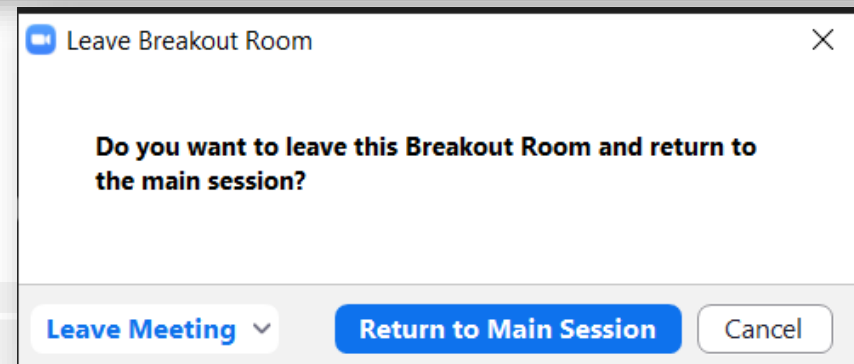 Leave Breakout Room
Do you want to leave this Breakout Room and return to
the main session?
Leave Meeting
Return to Main Session
Cancel